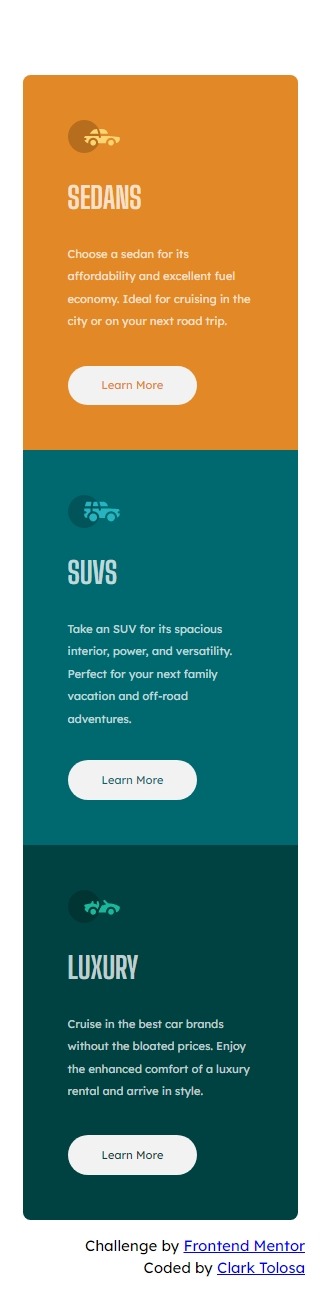 SEDANS
Choose a sedan for its
affordability and excellent fuel
economy. Ideal for cruising in the
city or on your next road trip.
Learn More
SUVS
Take an SUV for its spacious
interior, power, and versatility.
Perfect for your next family
vacation and off-road
adventures.
Learn More
LUXURY
Cruise in the best car brands
without the bloated prices. Enjoy
the enhanced comfort of a luxury
rental and arrive in style.
Learn More
Challenge by Frontend Mentor
Coded by Clark Tolosa